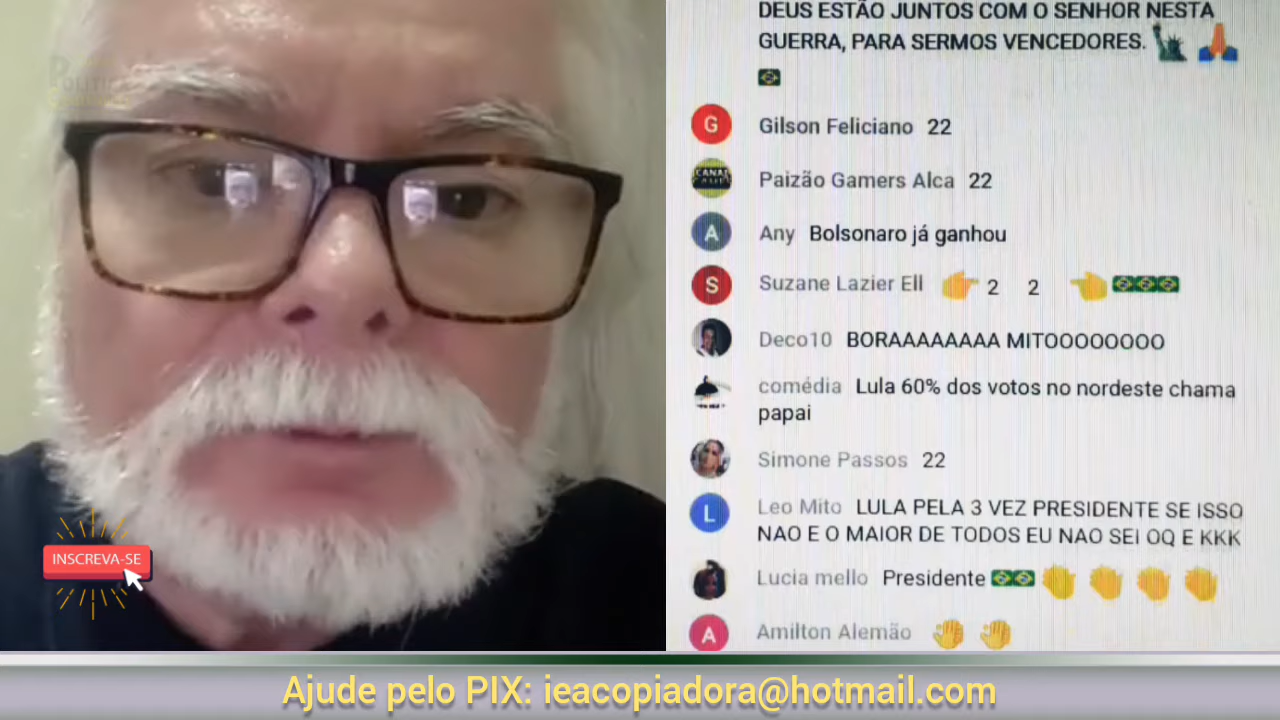 POLÍTIC
INSCREVA-SE
DEUS ESTÃO JUNTOS COM O SENHOR NESTA
GUERRA, PARA SERMOS VENCEDORES.
G Gilson Feliciano 22
CANAL Paizão Gamers Alca 22
A Any Bolsonaro já ganhou
S Suzane Lazier Ell 2 2
Deco10 BORAAAAAAAA MITOOOOOOOO
comédia Lula 60% dos votos no nordeste chama
papai
Simone Passos 22
L Leo Mito LULA PELA 3 VEZ PRESIDENTE SE ISSO
NAO E O MAIOR DE TODOS EU NAO SEI OQ E KKK
Lucia mello Presidente
A Amilton Alemão
Ajude pelo PIX: ieacopiadora@hotmail.com